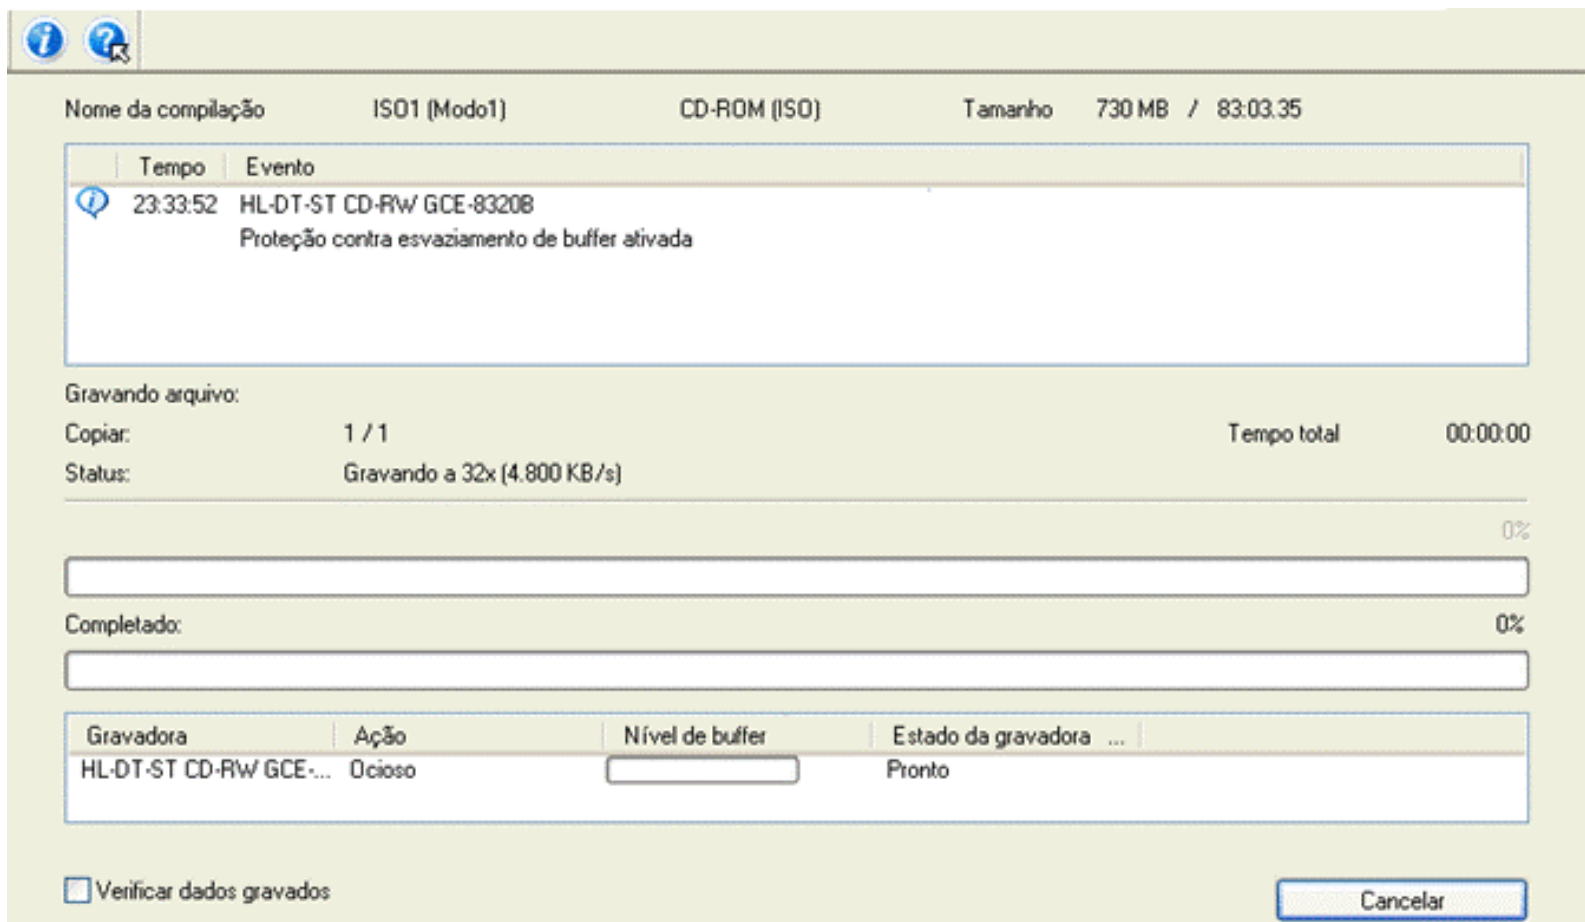 Nome da compilação ISO1 (Modo1) CD-ROM (ISO) Tamanho 730 MB / 83:03.35
Tempo Evento
23:33:52 HL-DT-ST CD-RW GCE-8320B
Proteção contra esvaziamento de buffer ativada
Gravando arquivo:
Copiar: 1 / 1 Tempo total 00:00:00
Status: Gravando a 32x (4.800 KB/s)
0%
Completado: 0%
Gravadora Ação Nível de buffer Estado da gravadora ...
HL-DT-ST CD-RW GCE-... Ocioso Pronto
Verificar dados gravados
Cancelar